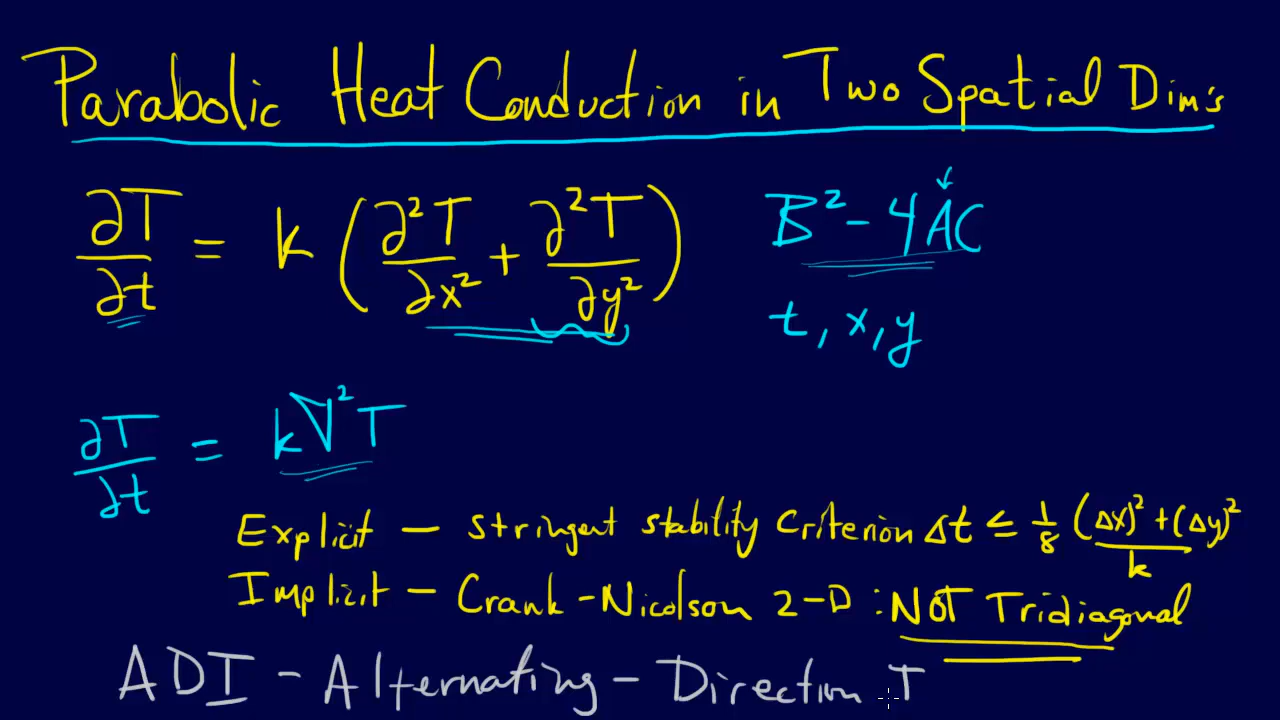 Parabolic Heat Conduction in Two Spatial Dim's
∂T/∂t = k (∂²T/∂x² + ∂²T/∂y²)
B² - 4AC
t, x, y
∂T/∂t = k∇²T
Explicit — stringent stability criterion Δt ≤ 1/8 (Δx)² + (Δy)² / k
Implicit — Crank-Nicolson 2-D : NOT Tridiagonal
ADI - Alternating - Direction I